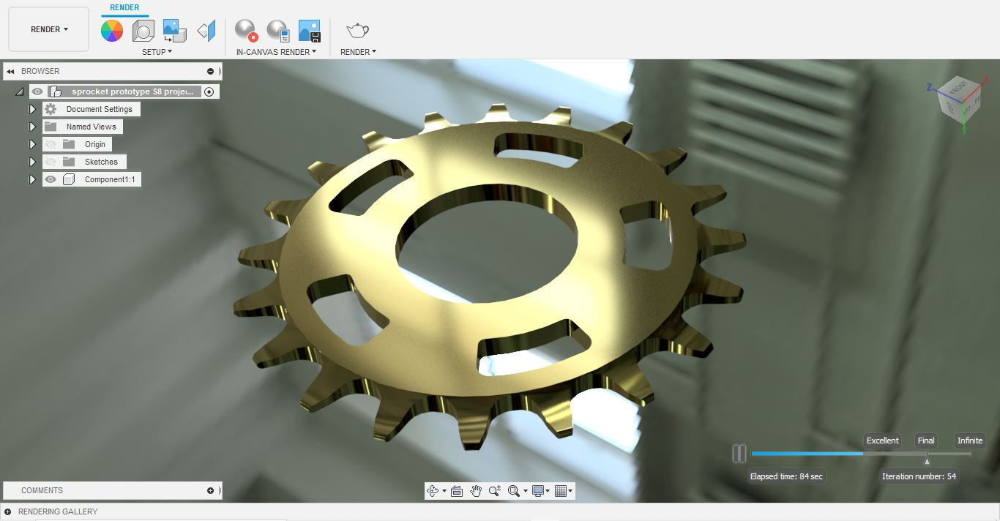 RENDER
RENDER
SETUP
IN-CANVAS RENDER
RENDER
BROWSER
sprocket prototype S8 proje...
Document Settings
Named Views
Origin
Sketches
Component1:1
Z
X
Y
FRONT
Excellent
Final
Infinite
Elapsed time: 84 sec
Iteration number: 54
COMMENTS
RENDERING GALLERY